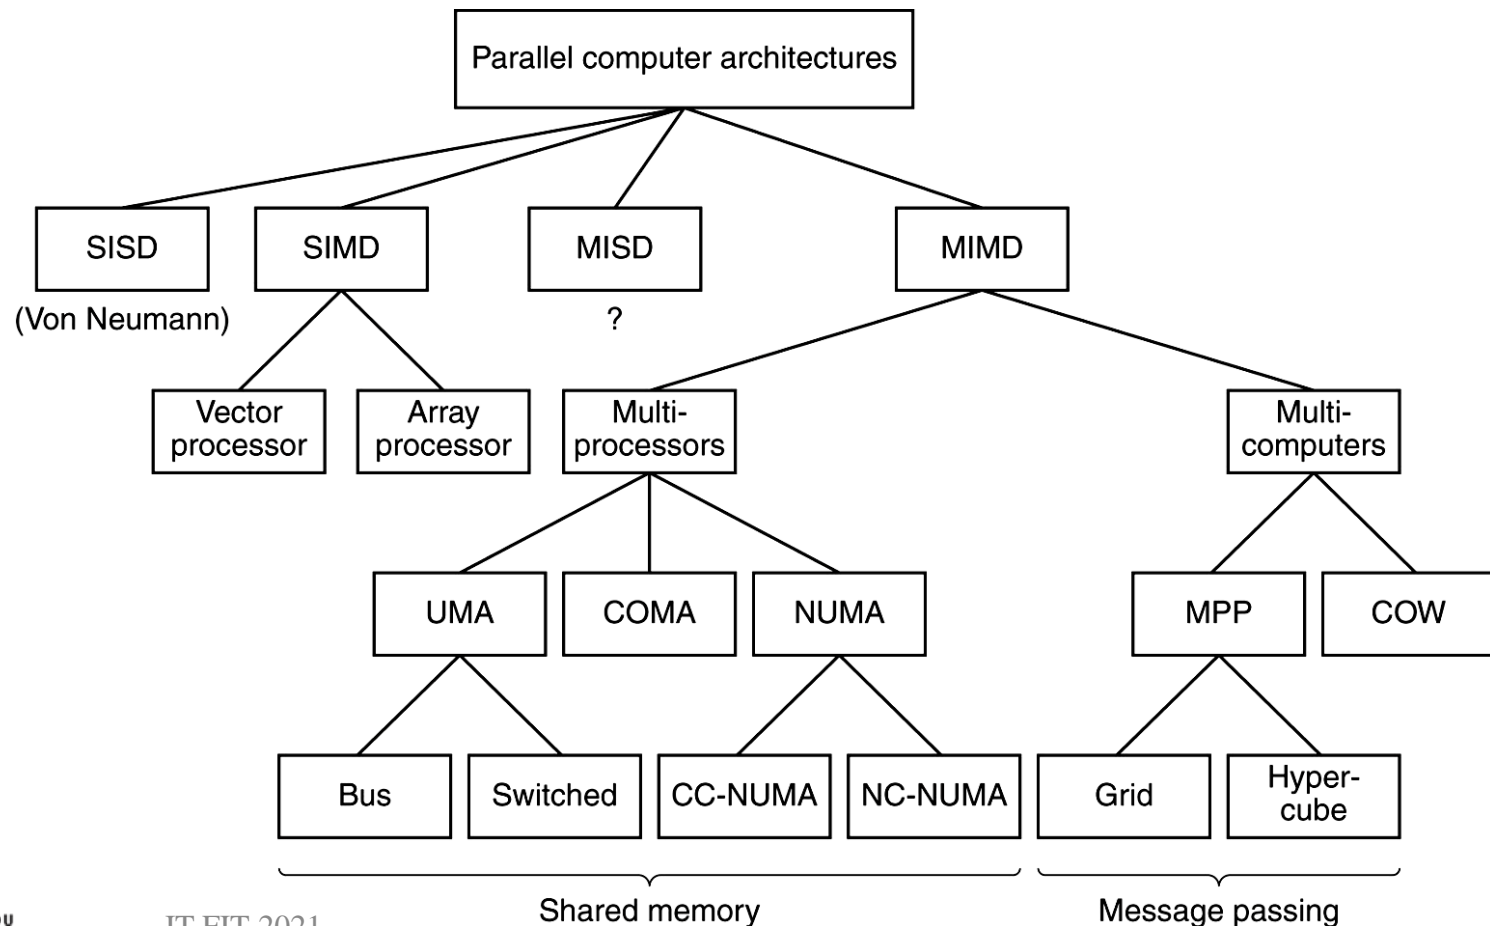 Parallel computer architectures
SISD
SIMD
MISD
MIMD
(Von Neumann)
?
Vector
processor
Array
processor
Multi-
processors
Multi-
computers
UMA
COMA
NUMA
MPP
COW
Bus
Switched
CC-NUMA
NC-NUMA
Grid
Hyper-
cube
Shared memory
Message passing
IT FIT 2021